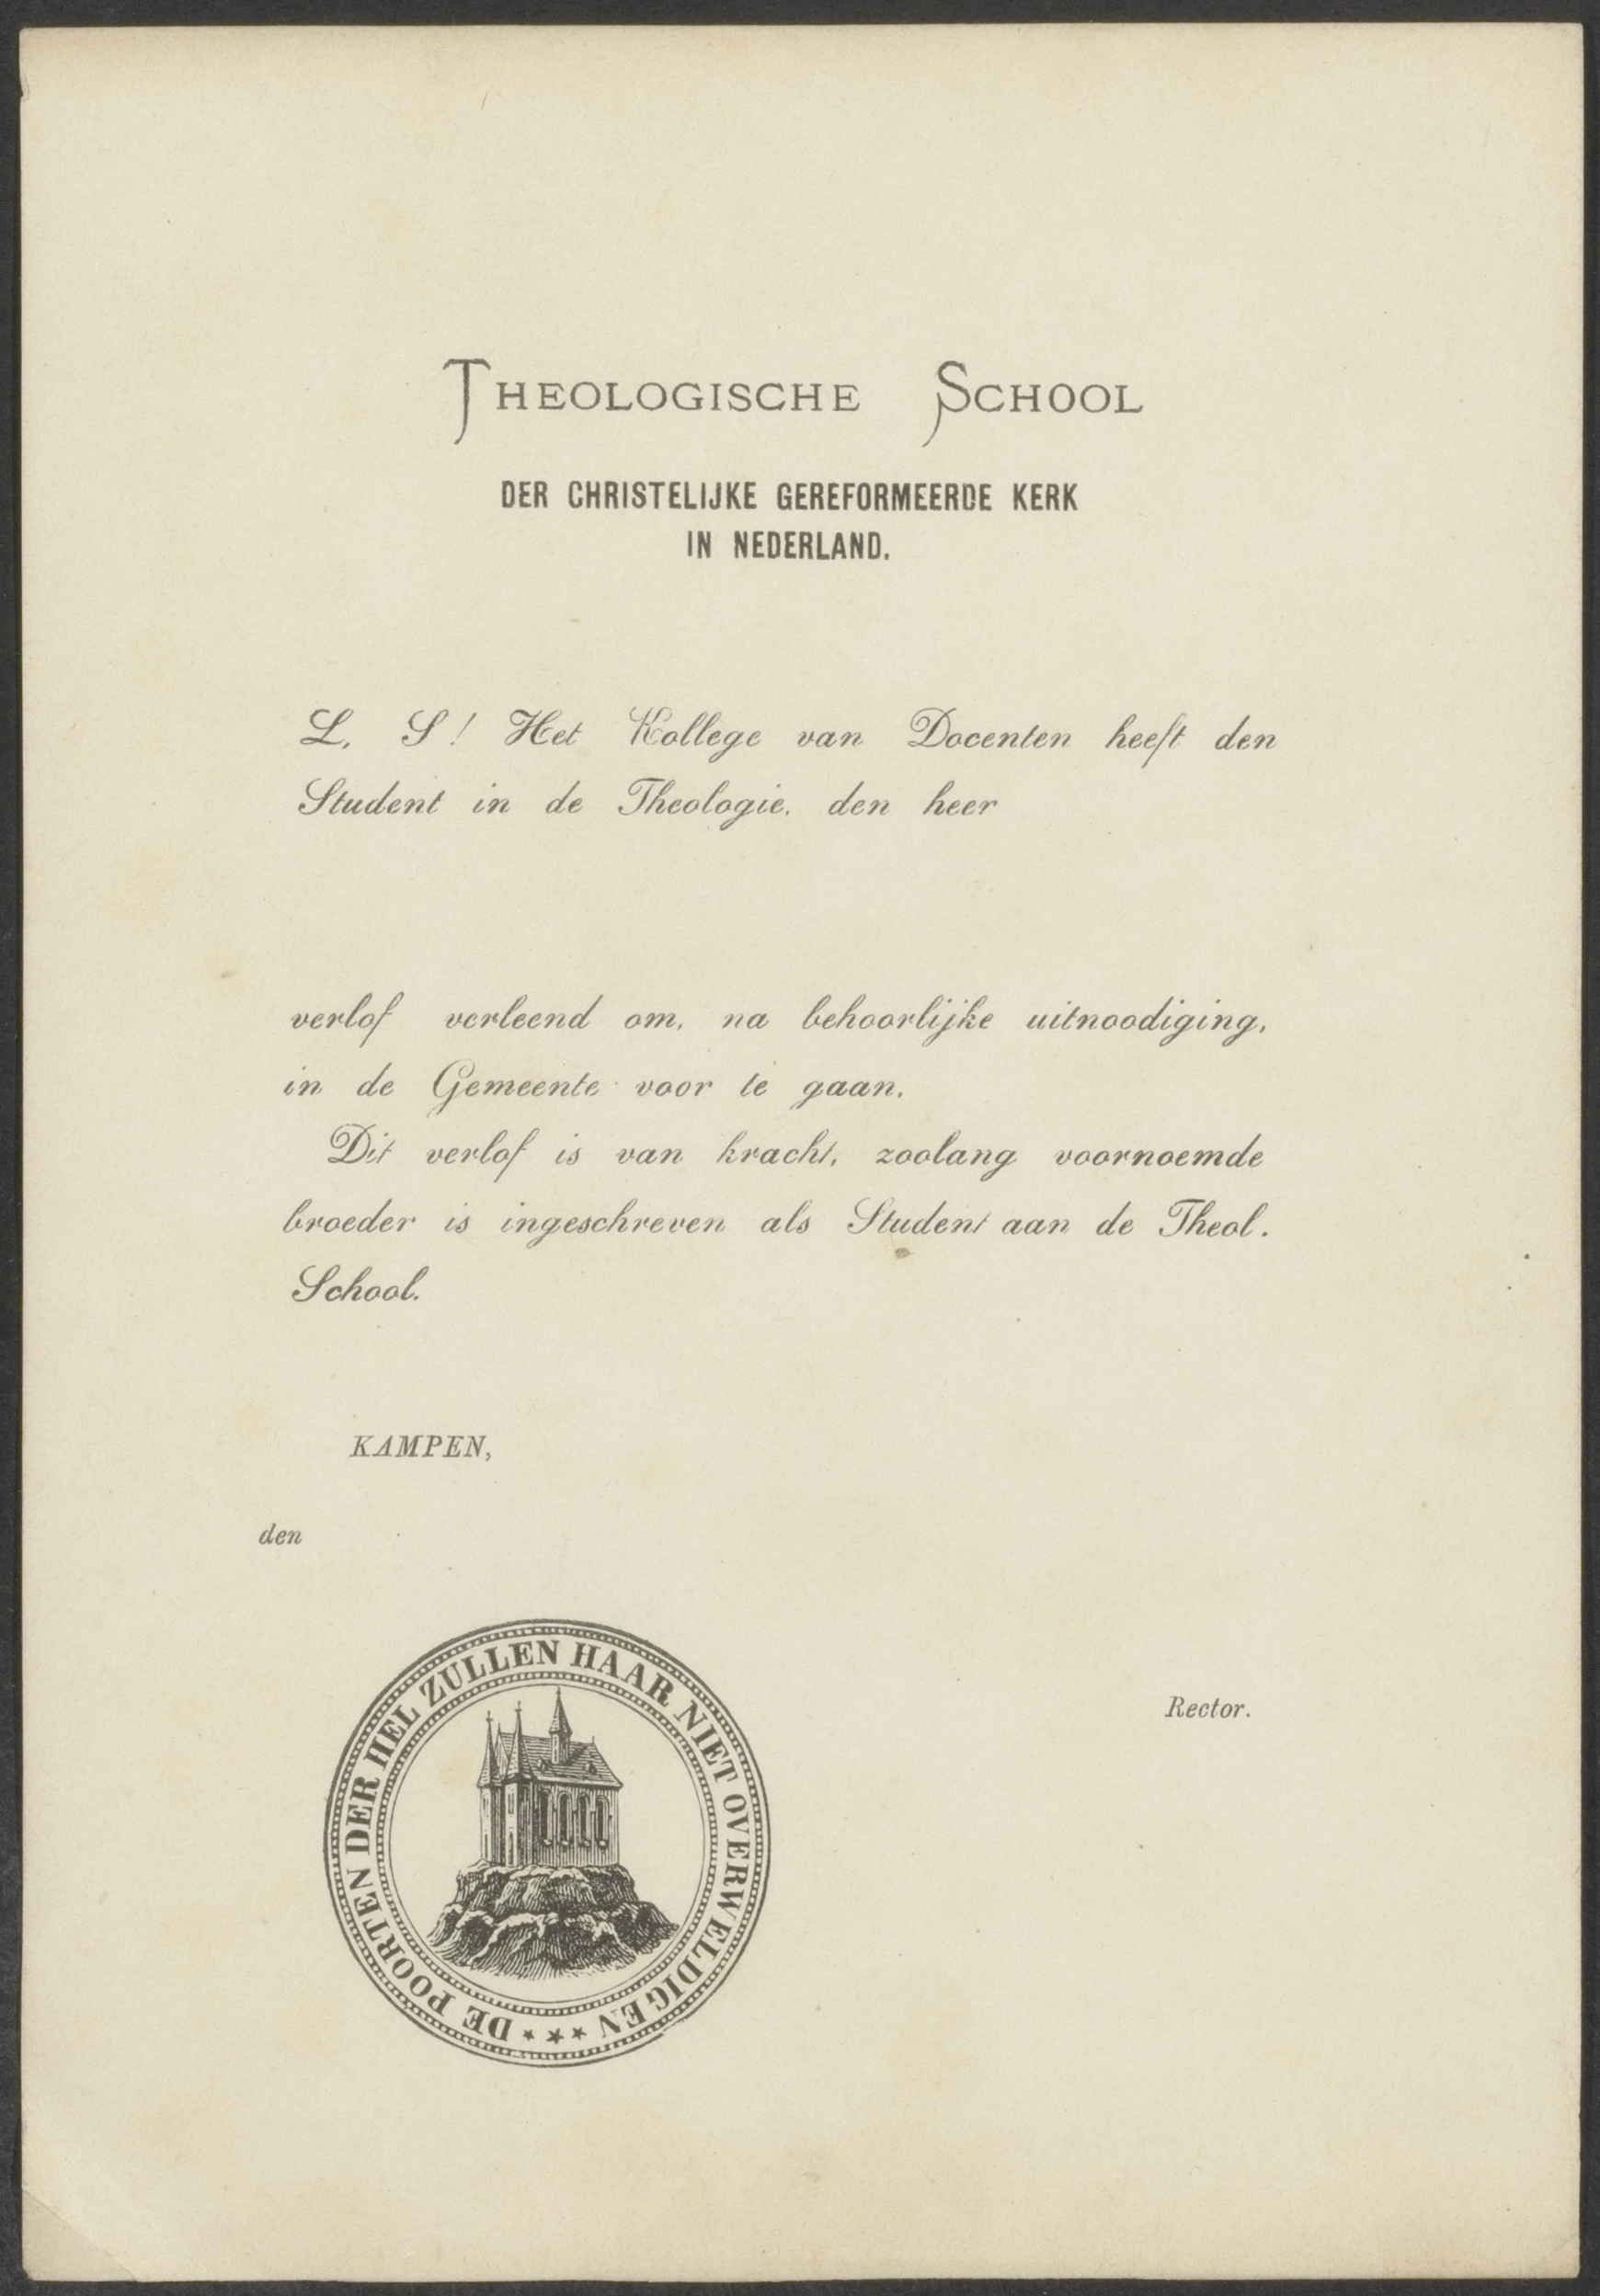 THEOLOGISCHE SCHOOL
DER CHRISTELIJKE GEREFORMEERDE KERK
IN NEDERLAND.
L. S! Het Kollege van Docenten heeft den
Student in de Theologie, den heer
verlof verleend om, na behoorlijke uitnoodiging,
in de Gemeente voor te gaan.
Dit verlof is van kracht, zoolang voornoemde
broeder is ingeschreven als Student aan de Theol.
School.
KAMPEN,
den
Rector.
DE POORTEN DER HEL ZULLEN HAAR NIET OVERWELDIGEN